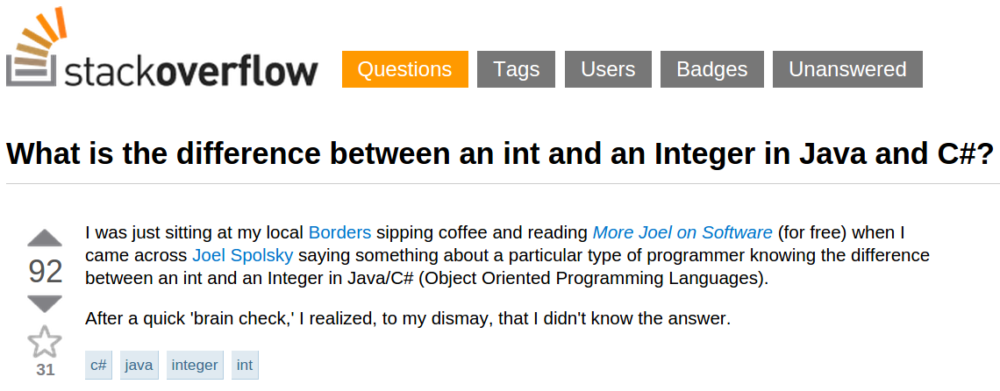 stackoverflow
Questions
Tags
Users
Badges
Unanswered
What is the difference between an int and an Integer in Java and C#?
I was just sitting at my local Borders sipping coffee and reading More Joel on Software (for free) when I
came across Joel Spolsky saying something about a particular type of programmer knowing the difference
between an int and an Integer in Java/C# (Object Oriented Programming Languages).
92
After a quick 'brain check,' I realized, to my dismay, that I didn't know the answer.
31
c# java integer int